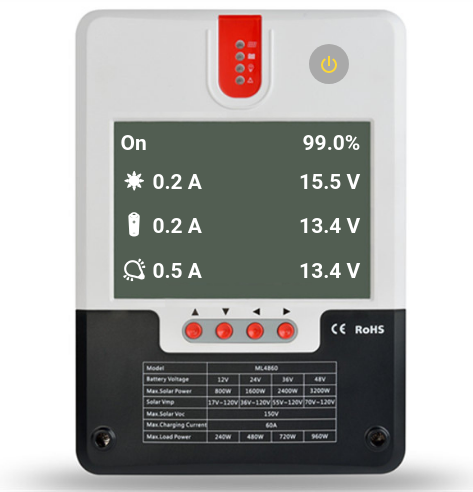 On 99.0%
0.2 A 15.5 V
0.2 A 13.4 V
0.5 A 13.4 V
▲ ▼ ◀ ▶
CE RoHS
Model ML4860
Battery Voltage 12V 24V 36V 48V
Max.Solar Power 800W 1600W 2400W 3200W
Solar Vmp 17V~120V 36V~120V 55V~120V 70V~120V
Max.Solar Voc 150V
Max.Charging Current 60A
Max.Load Power 240W 480W 720W 960W